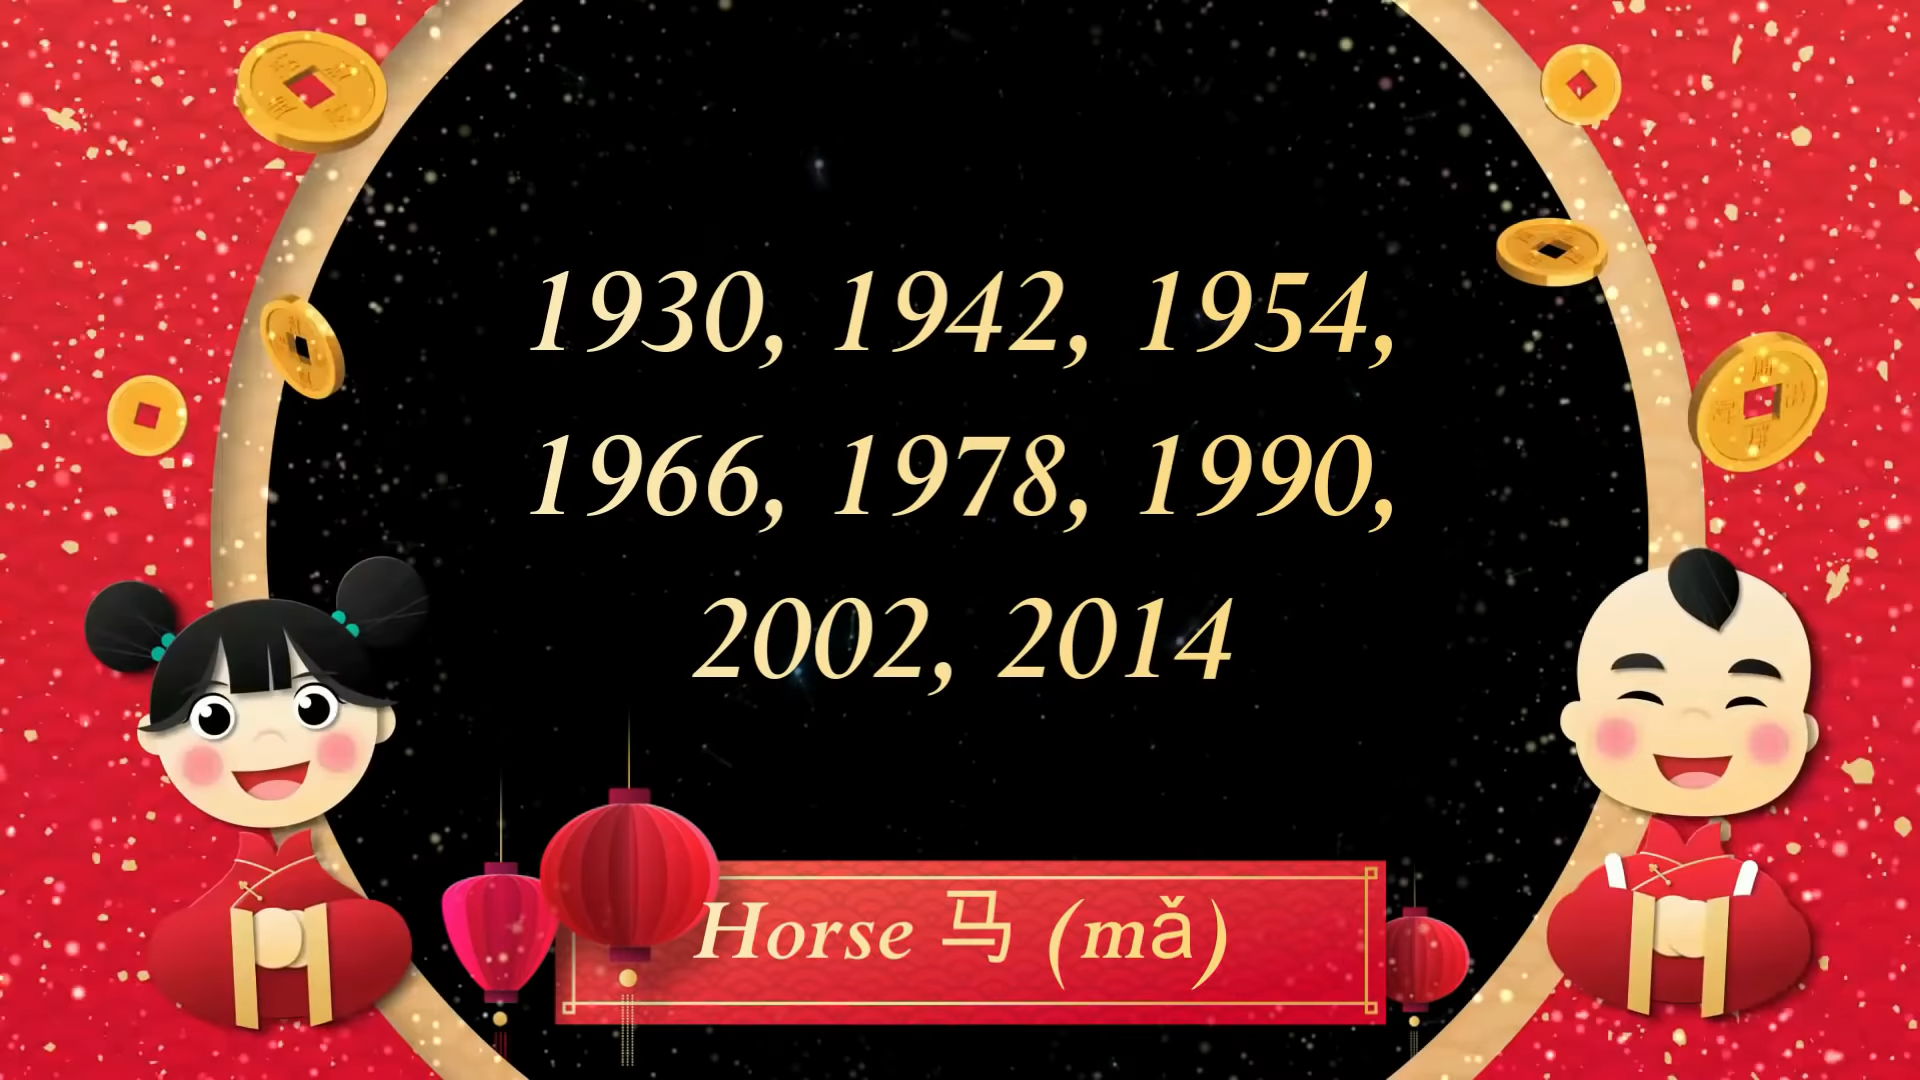 1930, 1942, 1954,
1966, 1978, 1990,
2002, 2014
Horse 马 (mǎ)